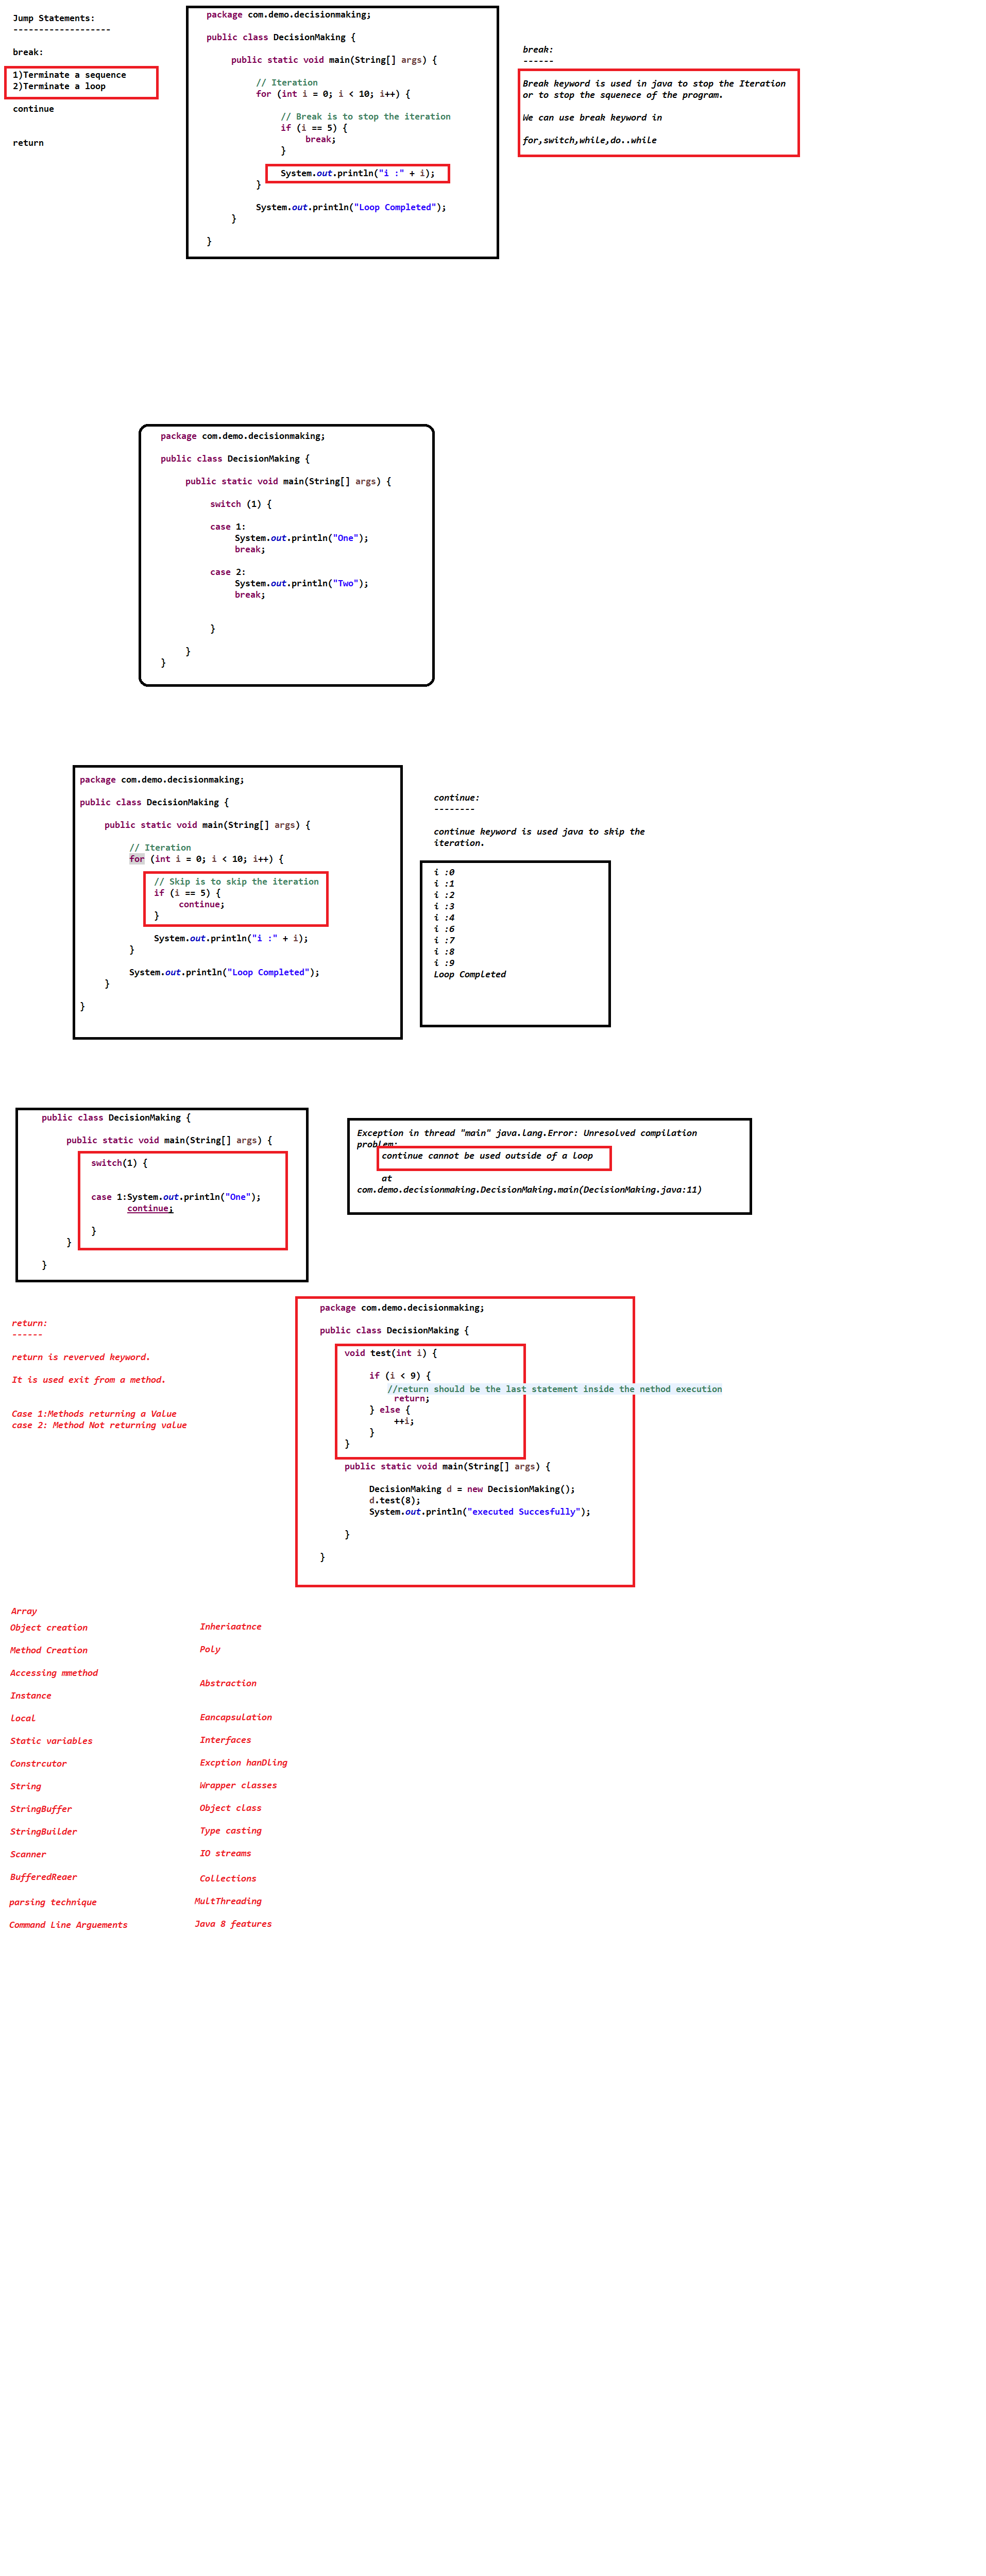 Jump Statements:
-------------------
break:
1)Terminate a sequence
2)Terminate a loop
continue
return
package com.demo.decisionmaking;
public class DecisionMaking {
public static void main(String[] args) {
// Iteration
for (int i = 0; i < 10; i++) {
// Break is to stop the iteration
if (i == 5) {
break;
}
System.out.println("i :" + i);
}
System.out.println("Loop Completed");
}
}
break:
------
Break keyword is used in java to stop the Iteration
or to stop the squenece of the program.
We can use break keyword in
for,switch,while,do..while
package com.demo.decisionmaking;
public class DecisionMaking {
public static void main(String[] args) {
switch (1) {
case 1:
System.out.println("One");
break;
case 2:
System.out.println("Two");
break;
}
}
}
package com.demo.decisionmaking;
public class DecisionMaking {
public static void main(String[] args) {
// Iteration
for (int i = 0; i < 10; i++) {
// Skip is to skip the iteration
if (i == 5) {
continue;
}
System.out.println("i :" + i);
}
System.out.println("Loop Completed");
}
}
continue:
--------
continue keyword is used java to skip the
iteration.
i :0
i :1
i :2
i :3
i :4
i :6
i :7
i :8
i :9
Loop Completed
public class DecisionMaking {
public static void main(String[] args) {
switch(1) {
case 1:System.out.println("One");
continue;
}
}
}
Exception in thread "main" java.lang.Error: Unresolved compilation
problem:
continue cannot be used outside of a loop
at
com.demo.decisionmaking.DecisionMaking.main(DecisionMaking.java:11)
return:
------
return is reverved keyword.
It is used exit from a method.
Case 1:Methods returning a Value
case 2: Method Not returning value
package com.demo.decisionmaking;
public class DecisionMaking {
void test(int i) {
if (i < 9) {
//return should be the last statement inside the nethod execution
return;
} else {
++i;
}
}
public static void main(String[] args) {
DecisionMaking d = new DecisionMaking();
d.test(8);
System.out.println("executed Succesfully");
}
}
Array
Object creation
Method Creation
Accessing mmethod
Instance
local
Static variables
Constrcutor
String
StringBuffer
StringBuilder
Scanner
BufferedReaer
parsing technique
Command Line Arguements
Inheriaatnce
Poly
Abstraction
Eancapsulation
Interfaces
Excption hanDling
Wrapper classes
Object class
Type casting
IO streams
Collections
MultThreading
Java 8 features